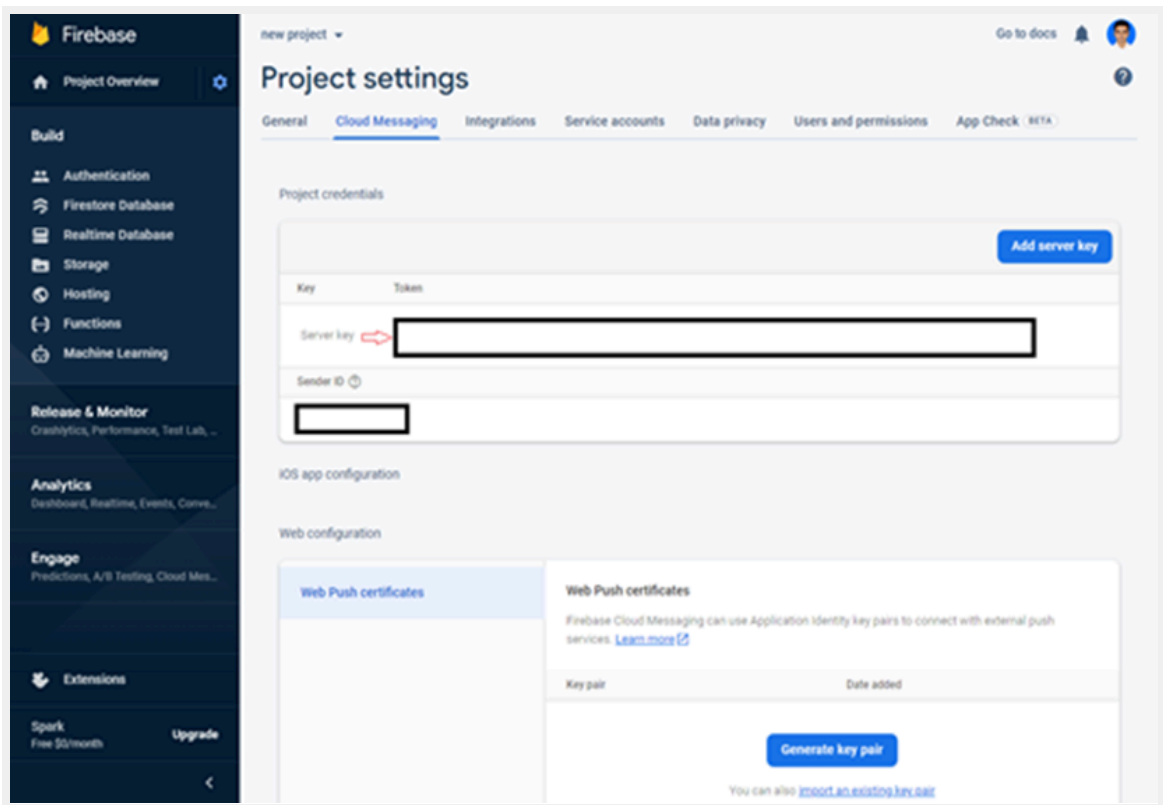 Firebase
Project Overview
Build
Authentication
Firestore Database
Realtime Database
Storage
Hosting
Functions
Machine Learning
Release & Monitor
Crashlytics, Performance, Test Lab, ...
Analytics
Dashboard, Realtime, Events, Conve...
Engage
Predictions, A/B Testing, Cloud Mes...
Extensions
Spark
Free $0/month
Upgrade
new project
Go to docs
Project settings
General Cloud Messaging Integrations Service accounts Data privacy Users and permissions App Check BETA
Project credentials
Add server key
Key Token
Server key
Sender ID
iOS app configuration
Web configuration
Web Push certificates
Web Push certificates
Firebase Cloud Messaging can use Application Identity key pairs to connect with external push
services. Learn more
Key pair Date added
Generate key pair
You can also import an existing key pair